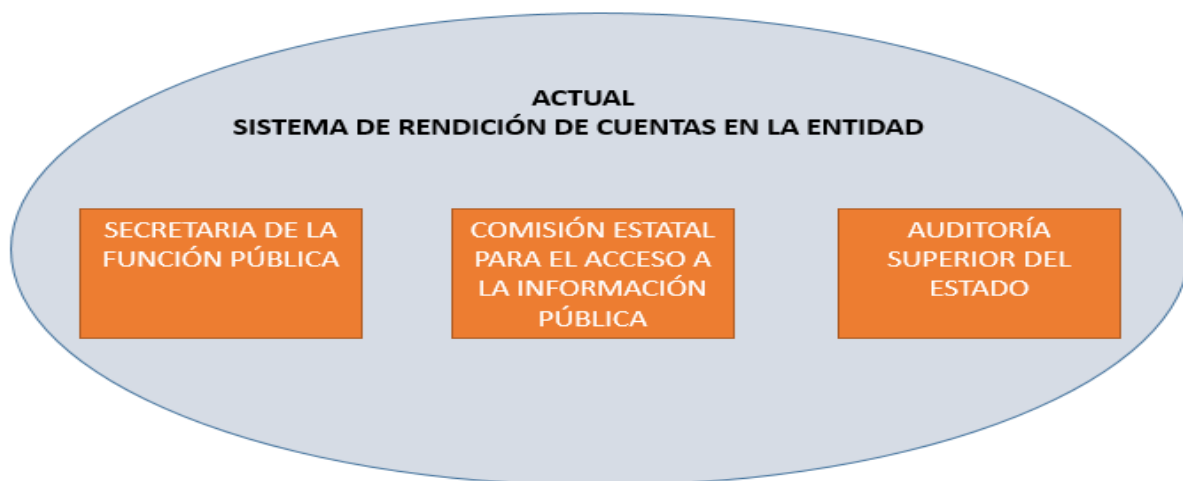 ACTUAL
SISTEMA DE RENDICIÓN DE CUENTAS EN LA ENTIDAD
SECRETARIA DE LA
FUNCIÓN PÚBLICA
COMISIÓN ESTATAL
PARA EL ACCESO A
LA INFORMACIÓN
PÚBLICA
AUDITORÍA
SUPERIOR DEL
ESTADO